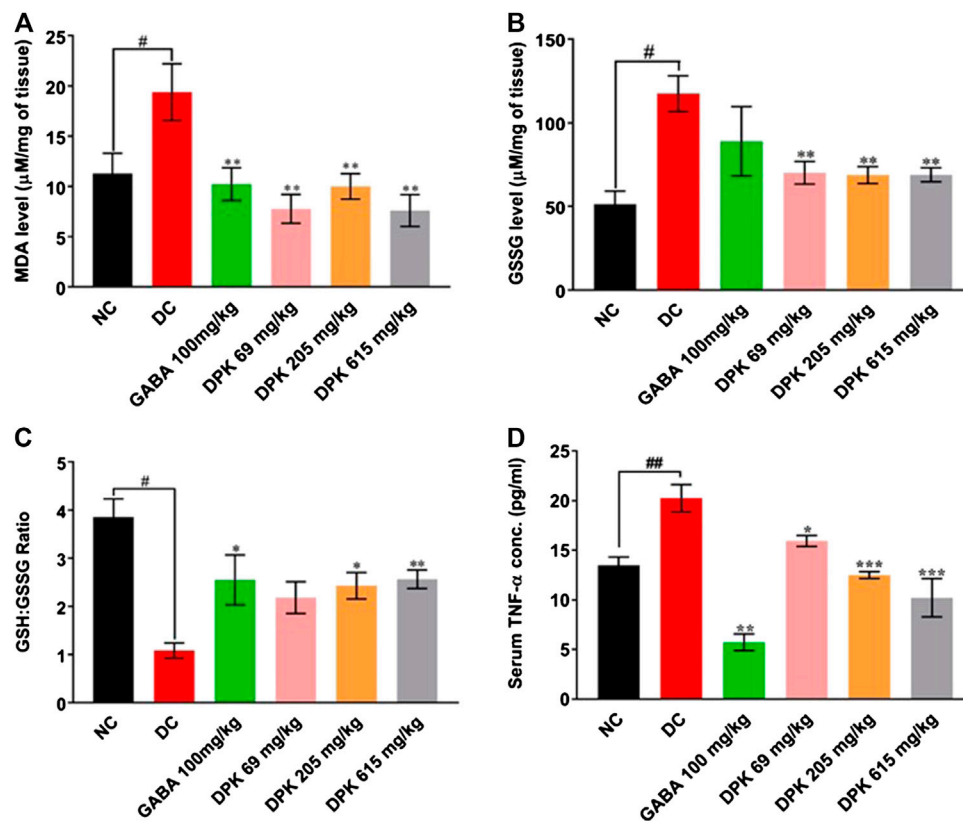 A
MDA level (μM/mg of tissue)
25
20
15
10
5
0
#
**
**
**
**
NC
DC
GABA 100mg/kg
DPK 69 mg/kg
DPK 205 mg/kg
DPK 615 mg/kg
B
GSSG level (μM/mg of tissue)
150
100
50
0
#
**
**
**
NC
DC
GABA 100mg/kg
DPK 69 mg/kg
DPK 205 mg/kg
DPK 615 mg/kg
C
GSH:GSSG Ratio
5
4
3
2
1
0
#
*
*
**
NC
DC
GABA 100mg/kg
DPK 69 mg/kg
DPK 205 mg/kg
DPK 615 mg/kg
D
Serum TNF-α conc. (pg/ml)
25
20
15
10
5
0
##
**
*
***
***
NC
DC
GABA 100 mg/kg
DPK 69 mg/kg
DPK 205 mg/kg
DPK 615 mg/kg